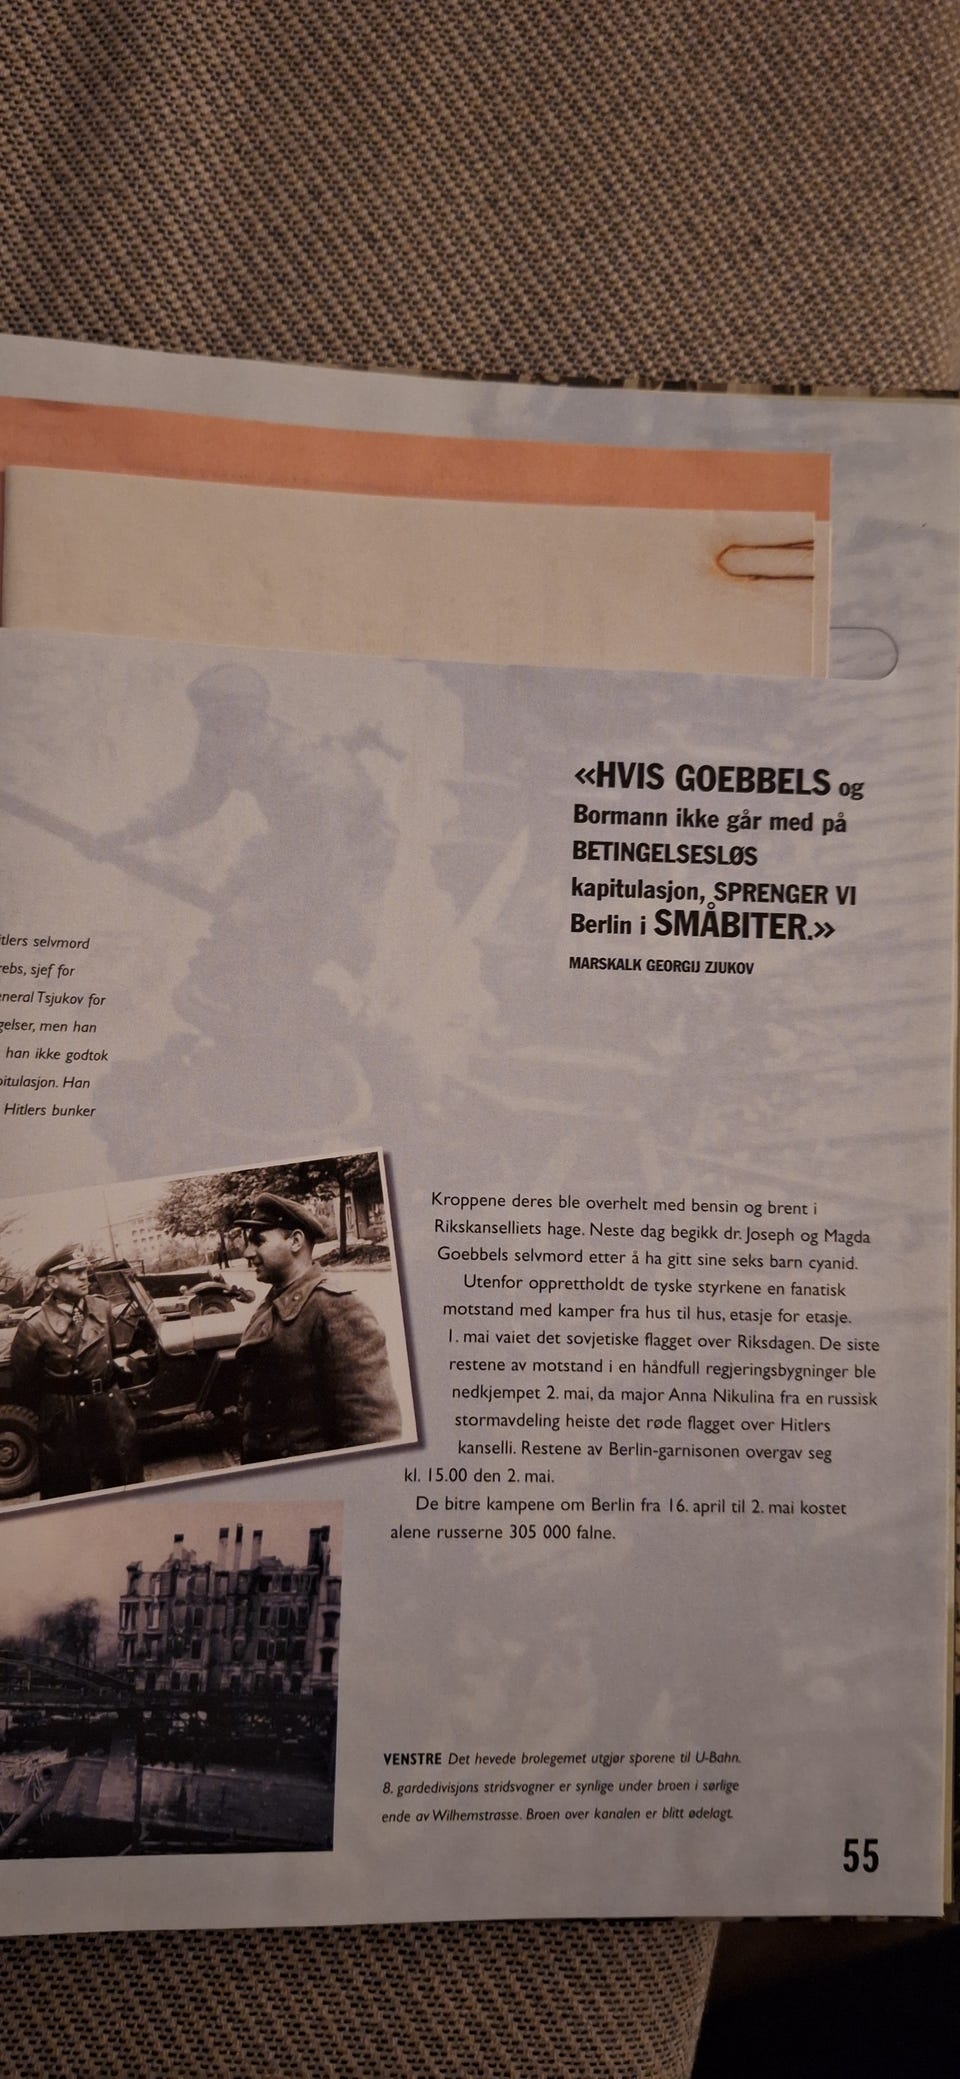 «HVIS GOEBBELS og
Bormann ikke går med på
BETINGELSESLØS
kapitulasjon, SPRENGER VI
Berlin i SMÅBITER.»
MARSKALK GEORGIJ ZJUKOV
selvmord
sjef for
Tsjukov for
men han
han ikke godtok
Han
Hitlers bunker
Kroppene deres ble overhelt med bensin og brent i
Rikskanselliets hage. Neste dag begikk dr. Joseph og Magda
Goebbels selvmord etter å ha gitt sine seks barn cyanid.
Utenfor opprettholdt de tyske styrkene en fanatisk
motstand med kamper fra hus til hus, etasje for etasje.
1. mai vaiet det sovjetiske flagget over Riksdagen. De siste
restene av motstand i en håndfull regjeringsbygninger ble
nedkjempet 2. mai, da major Anna Nikulina fra en russisk
stormavdeling heiste det røde flagget over Hitlers
kanselli. Restene av Berlin-garnisonen overgav seg
kl. 15.00 den 2. mai.
De bitre kampene om Berlin fra 16. april til 2. mai kostet
alene russerne 305 000 falne.
VENSTRE Det hevede brolegemet utgjør sporene til U-Bahn.
8. gardedivisjons stridsvogner er synlige under broen i sørlige
ende av Wilhemstrasse. Broen over kanalen er blitt ødelagt.
55